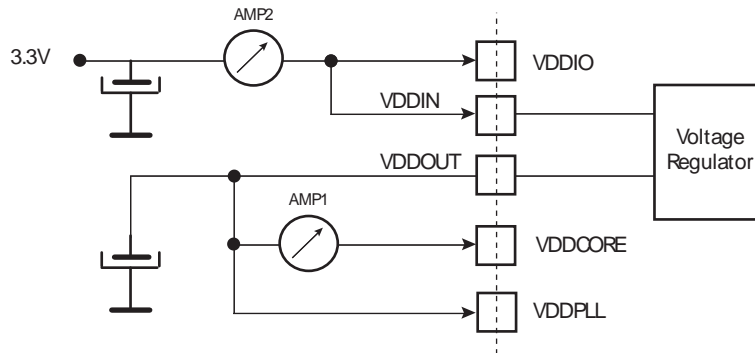 AMP2
3.3V
VDDIO
VDDIN
Voltage
Regulator
VDDOUT
AMP1
VDDCORE
VDDPLL